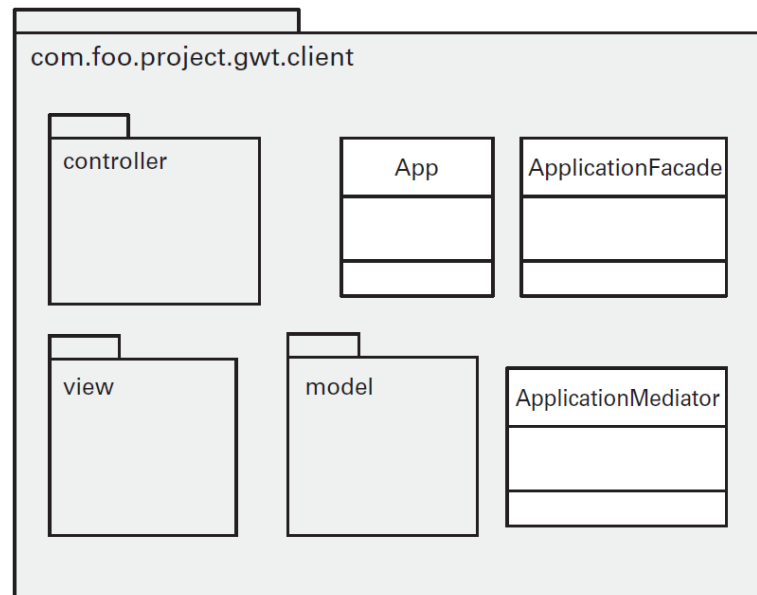 com.foo.project.gwt.client
controller
App
ApplicationFacade
view
model
ApplicationMediator